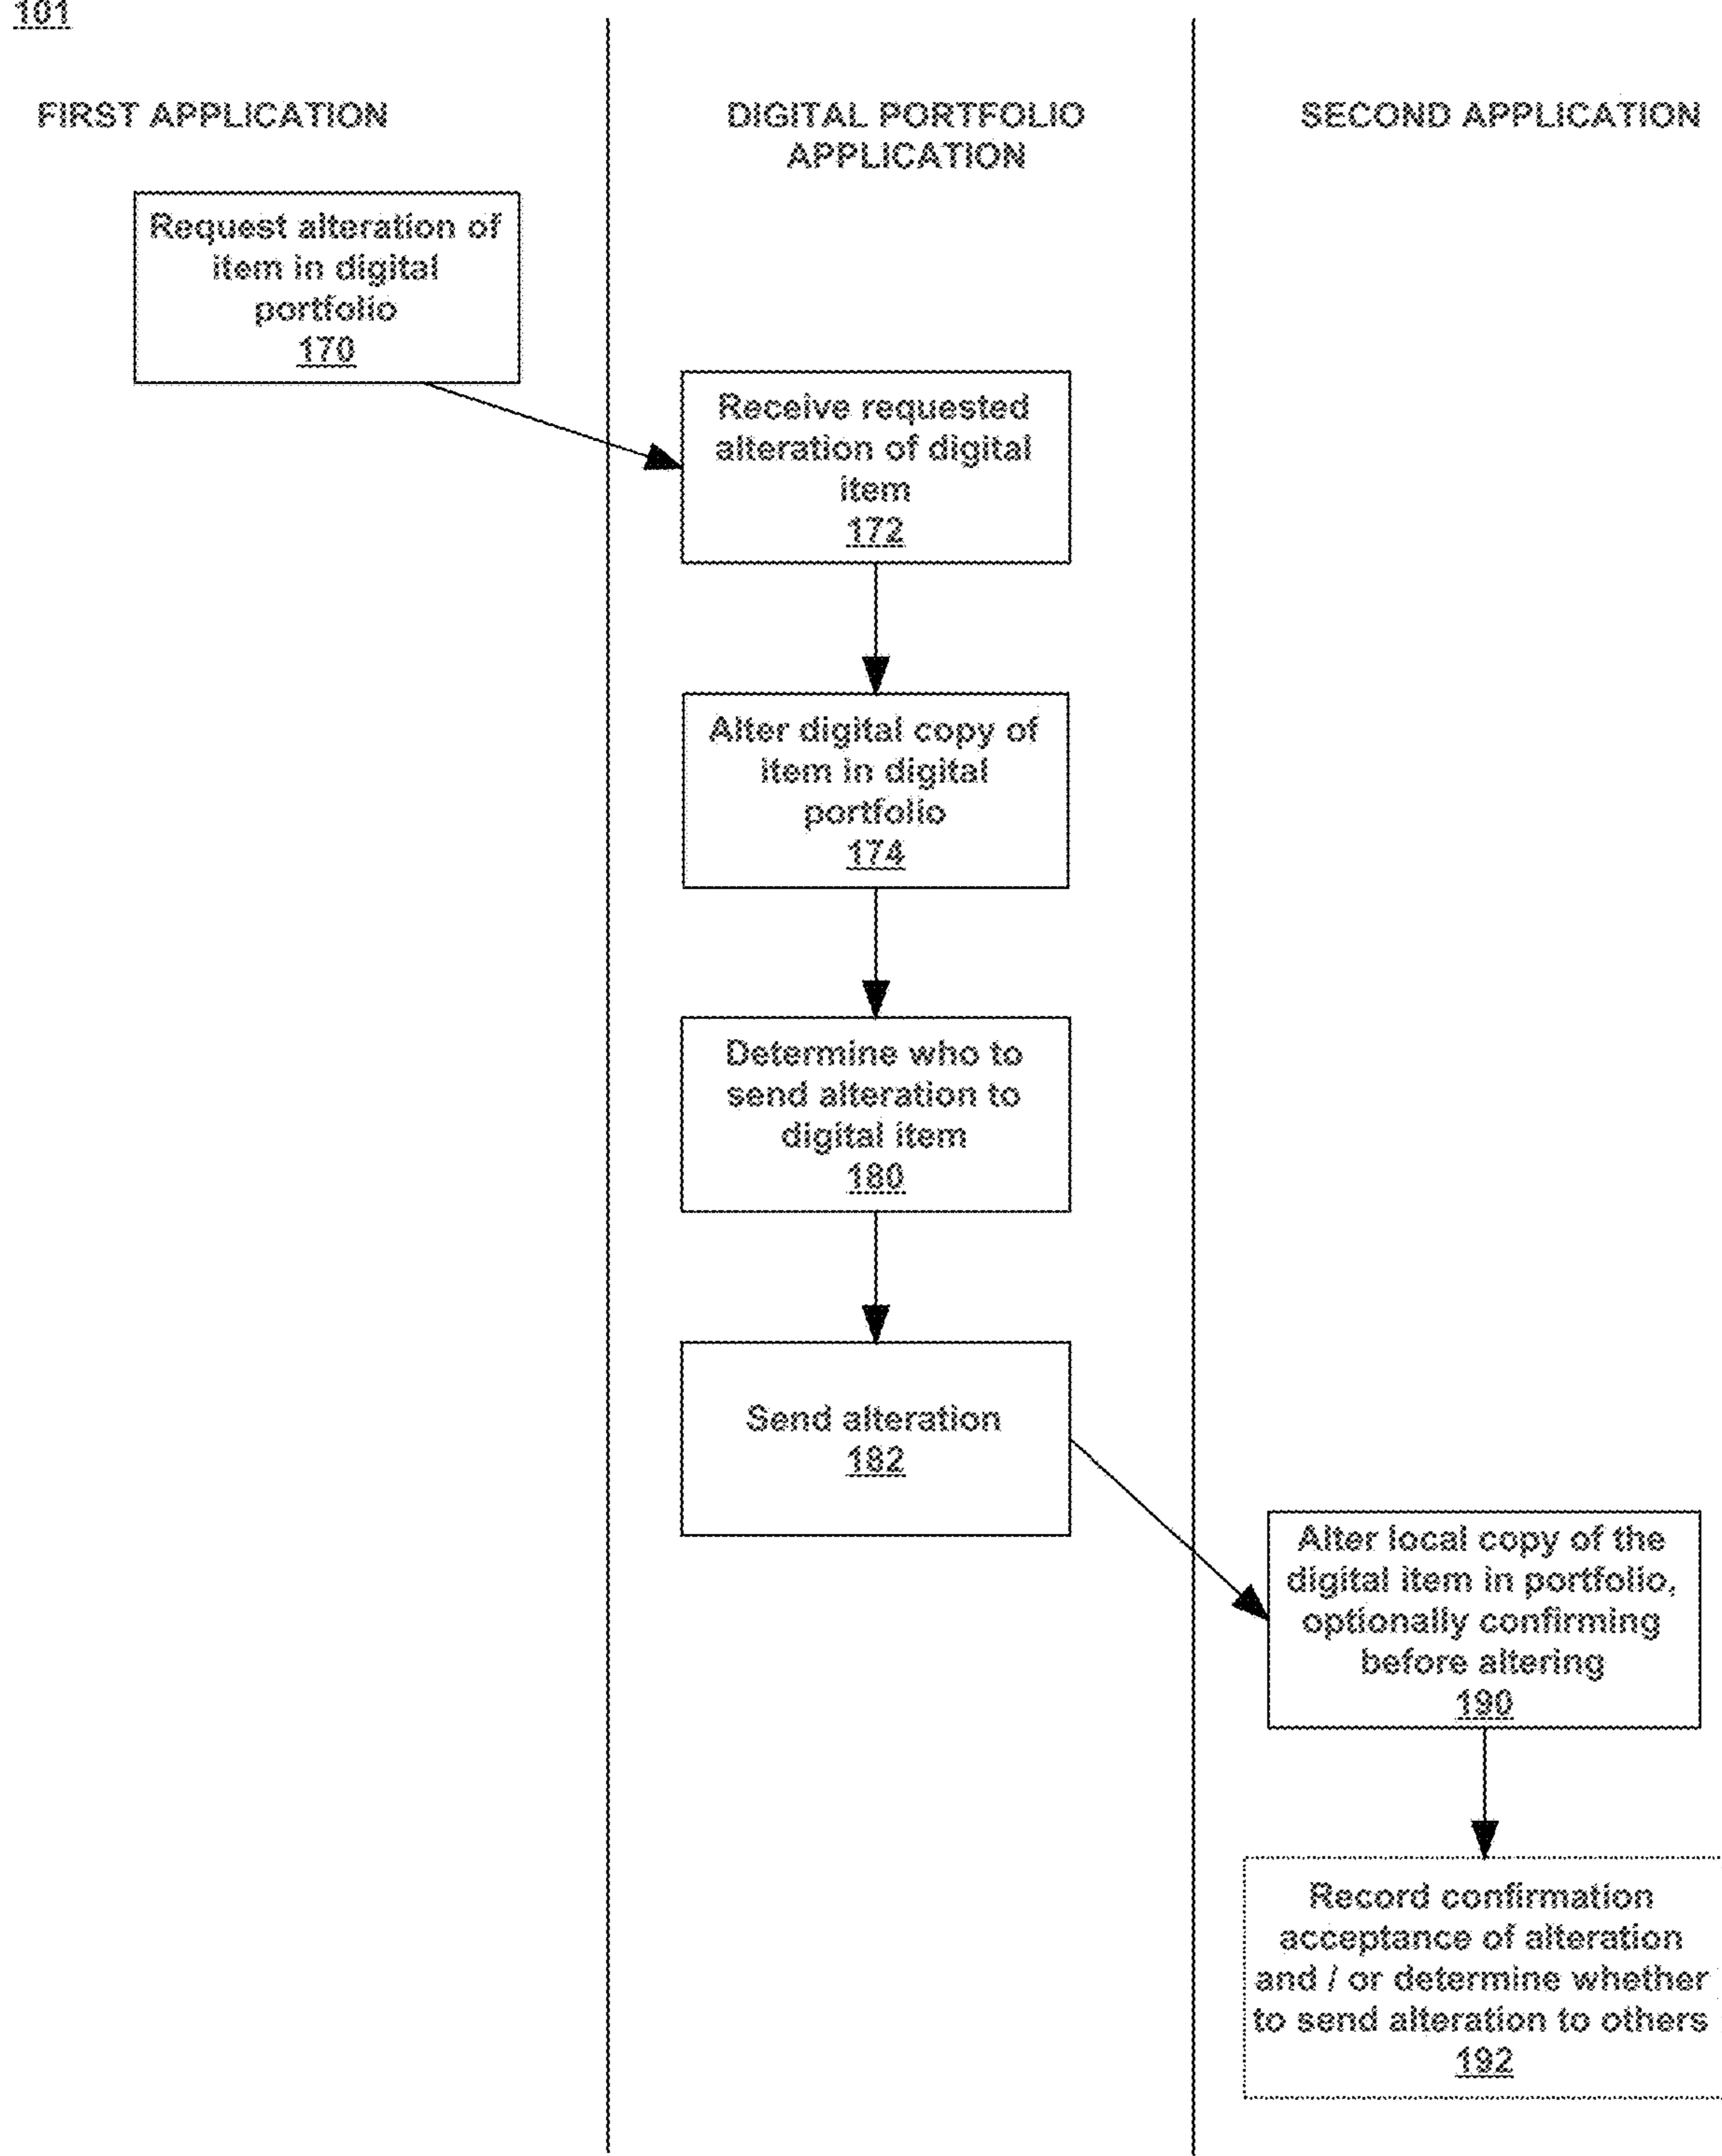 101
FIRST APPLICATION
DIGITAL PORTFOLIO
APPLICATION
SECOND APPLICATION
Request alteration of
item in digital
portfolio
170
Receive requested
alteration of digital
item
172
Alter digital copy of
item in digital
portfolio
174
Determine who to
send alteration to
digital item
180
Send alteration
182
Alter local copy of the
digital item in portfolio,
optionally confirming
before altering
190
Record confirmation
acceptance of alteration
and / or determine whether
to send alteration to others
192